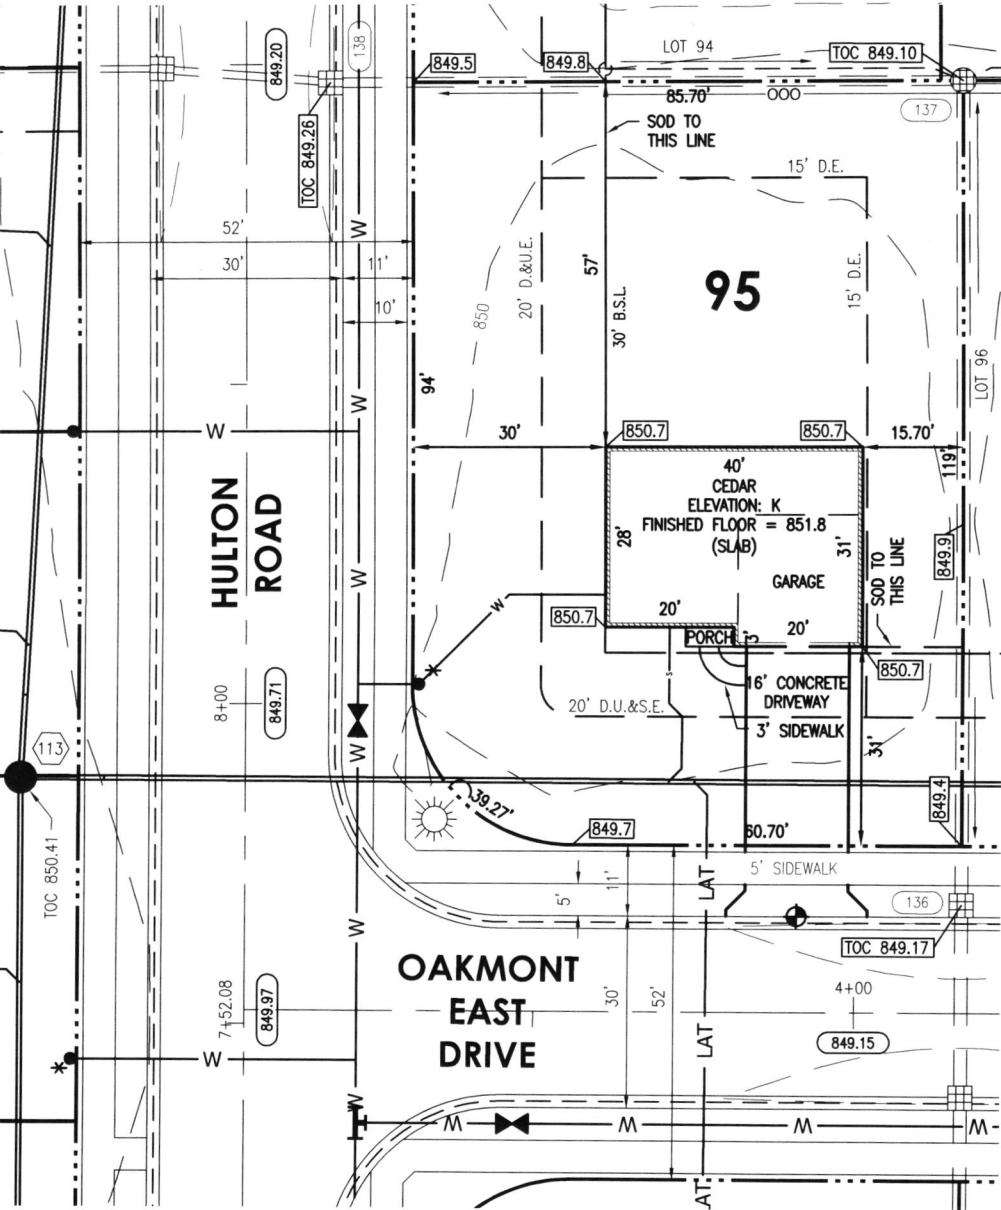 849.20
138
849.5
849.8
LOT 94
TOC 849.10
137
TOC 849.26
85.70'
OOO
SOD TO
THIS LINE
15' D.E.
W
52'
30'
11'
10'
850
20' D.&U.E.
57'
30' B.S.L.
95
15' D.E.
LOT 96
94'
W
W
30'
850.7
850.7
15.70'
119'
40'
CEDAR
ELEVATION: K
FINISHED FLOOR = 851.8
(SLAB)
28'
31'
GARAGE
849.9
SOD TO
THIS LINE
HULTON
ROAD
W
W
850.7
20'
20'
PORCH
3'
850.7
16' CONCRETE
DRIVEWAY
3' SIDEWALK
20' D.U.&S.E.
S
31'
8+00
849.71
W
113
TOC 850.41
39.27'
849.7
60.70'
849.4
5' SIDEWALK
LAT
11'
5'
136
TOC 849.17
W
OAKMONT
EAST
DRIVE
30'
52'
4+00
849.15
LAT
7+52.08
849.97
W
W
W
W
W
W
LAT